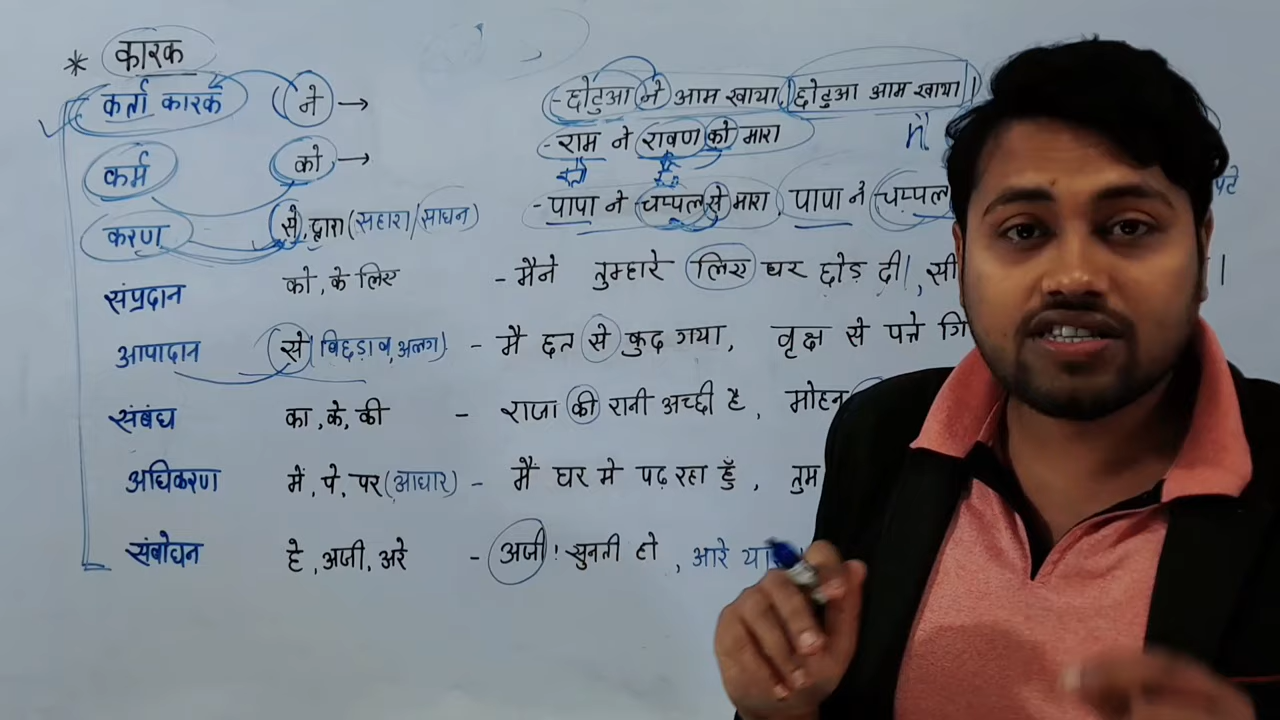 * कारक
कर्ता कारक (ने → - छोटुआ ने आम खाया, छोटुआ आम खाया।
कर्म को → - राम ने रावण को मारा मैं
करण से, द्वारा (सहारा/साधन) - पापा ने चप्पल से मारा, पापा ने चप्पल
संप्रदान को, के लिए - मैने तुम्हारे लिए घर छोड़ दी।, सी
आपादान से (बिछड़ाव, अलग) - मै छत से कुद गया, वृक्ष से पत्ते गि
संबंध का, के, की - राजा की रानी अच्छी है, मोहन
अधिकरण में, पे, पर (आधार) - मैं घर मे पढ़ रहा हूँ, तुम
संबोधन हे, अजी, अरे - अजी! सुनती हो, आरे या